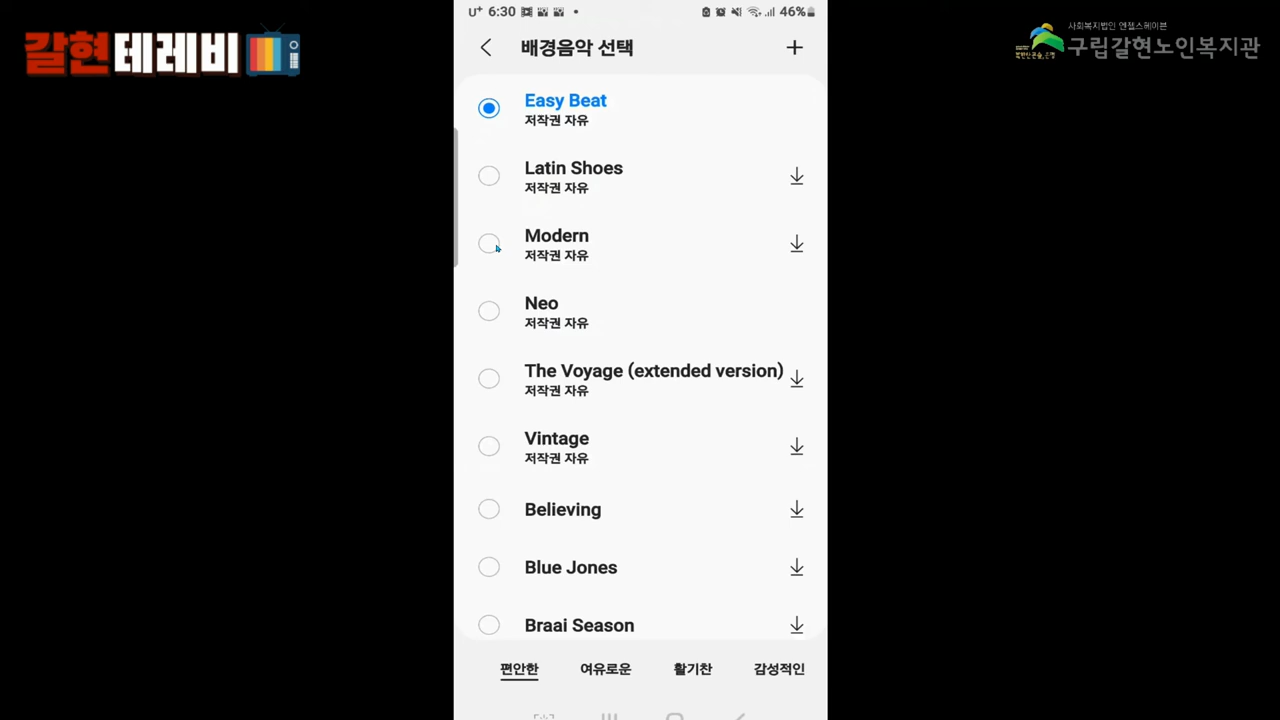 갈현테레비
U+ 6:30
46%
사회복지법인 엔젤스헤이븐
구립갈현노인복지관
배경음악 선택
Easy Beat
저작권 자유
Latin Shoes
저작권 자유
Modern
저작권 자유
Neo
저작권 자유
The Voyage (extended version)
저작권 자유
Vintage
저작권 자유
Believing
Blue Jones
Braai Season
편안한 여유로운 활기찬 감성적인